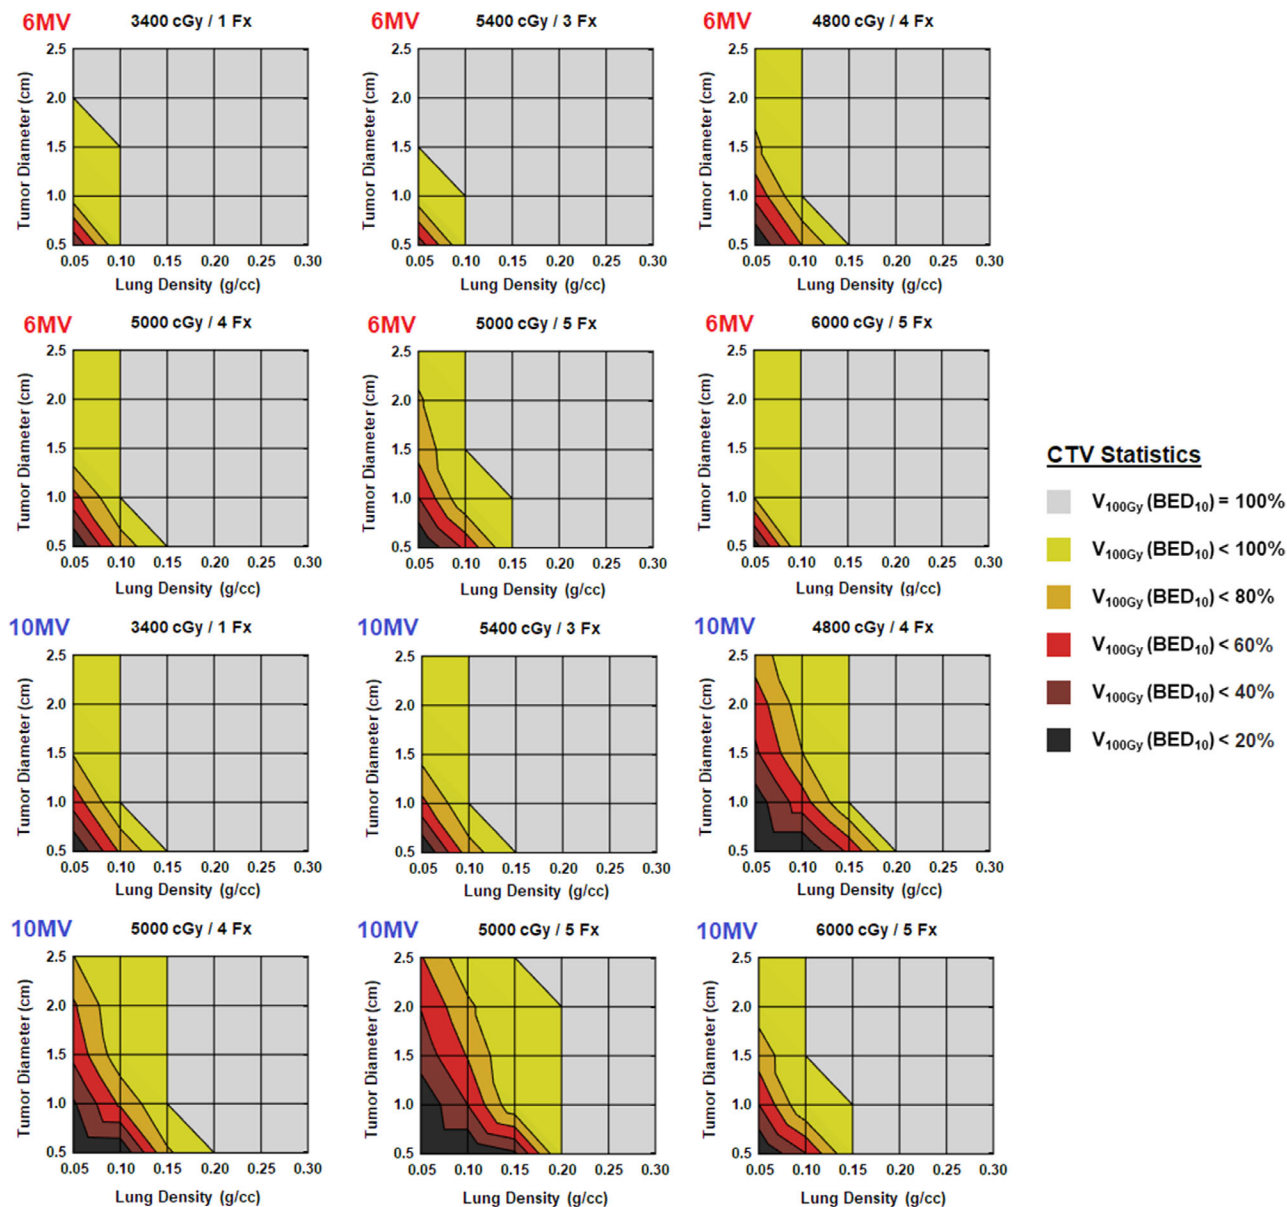 6MV 3400 cGy / 1 Fx 6MV 5400 cGy / 3 Fx 6MV 4800 cGy / 4 Fx
Tumor Diameter (cm) Tumor Diameter (cm) Tumor Diameter (cm)
2.5 2.5 2.5
2.0 2.0 2.0
1.5 1.5 1.5
1.0 1.0 1.0
0.5 0.5 0.5
0.05 0.10 0.15 0.20 0.25 0.30 0.05 0.10 0.15 0.20 0.25 0.30 0.05 0.10 0.15 0.20 0.25 0.30
Lung Density (g/cc) Lung Density (g/cc) Lung Density (g/cc)
6MV 5000 cGy / 4 Fx 6MV 5000 cGy / 5 Fx 6MV 6000 cGy / 5 Fx
Tumor Diameter (cm) Tumor Diameter (cm) Tumor Diameter (cm)
2.5 2.5 2.5
2.0 2.0 2.0
1.5 1.5 1.5
1.0 1.0 1.0
0.5 0.5 0.5
0.05 0.10 0.15 0.20 0.25 0.30 0.05 0.10 0.15 0.20 0.25 0.30 0.05 0.10 0.15 0.20 0.25 0.30
Lung Density (g/cc) Lung Density (g/cc) Lung Density (g/cc)
10MV 3400 cGy / 1 Fx 10MV 5400 cGy / 3 Fx 10MV 4800 cGy / 4 Fx
Tumor Diameter (cm) Tumor Diameter (cm) Tumor Diameter (cm)
2.5 2.5 2.5
2.0 2.0 2.0
1.5 1.5 1.5
1.0 1.0 1.0
0.5 0.5 0.5
0.05 0.10 0.15 0.20 0.25 0.30 0.05 0.10 0.15 0.20 0.25 0.30 0.05 0.10 0.15 0.20 0.25 0.30
Lung Density (g/cc) Lung Density (g/cc) Lung Density (g/cc)
10MV 5000 cGy / 4 Fx 10MV 5000 cGy / 5 Fx 10MV 6000 cGy / 5 Fx
Tumor Diameter (cm) Tumor Diameter (cm) Tumor Diameter (cm)
2.5 2.5 2.5
2.0 2.0 2.0
1.5 1.5 1.5
1.0 1.0 1.0
0.5 0.5 0.5
0.05 0.10 0.15 0.20 0.25 0.30 0.05 0.10 0.15 0.20 0.25 0.30 0.05 0.10 0.15 0.20 0.25 0.30
Lung Density (g/cc) Lung Density (g/cc) Lung Density (g/cc)
CTV Statistics
V100Gy (BED10) = 100%
V100Gy (BED10) < 100%
V100Gy (BED10) < 80%
V100Gy (BED10) < 60%
V100Gy (BED10) < 40%
V100Gy (BED10) < 20%